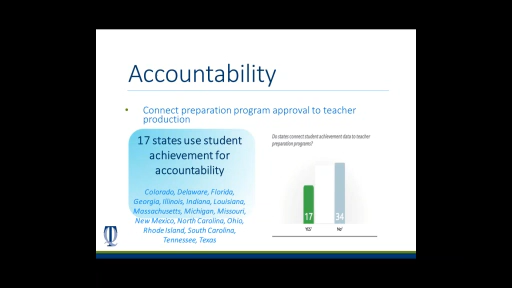 Accountability
• Connect preparation program approval to teacher
production
17 states use student
achievement for
accountability
Colorado, Delaware, Florida,
Georgia, Illinois, Indiana, Louisiana,
Massachusetts, Michigan, Missouri,
New Mexico, North Carolina, Ohio,
Rhode Island, South Carolina,
Tennessee, Texas
Do states connect student achievement data to teacher
preparation programs?
17 34
YES¹ No²